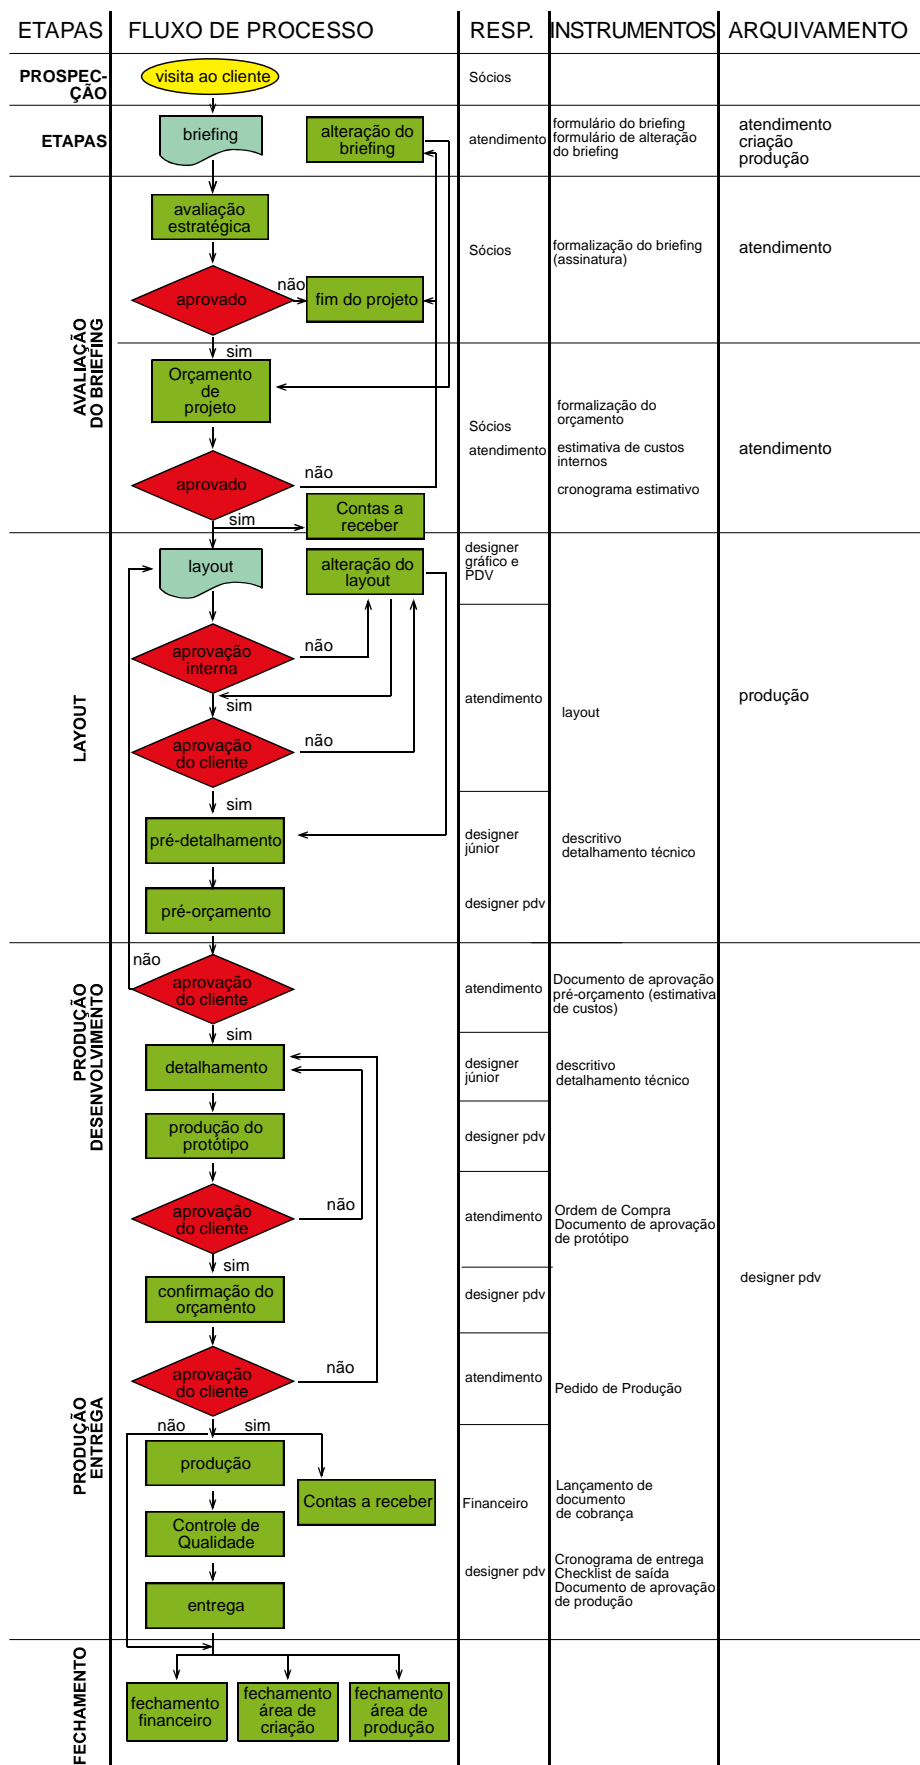 ETAPAS
FLUXO DE PROCESSO
RESP.
INSTRUMENTOS
ARQUIVAMENTO
PROSPEC-
ÇÃO
visita ao cliente
Sócios
ETAPAS
briefing
alteração do
briefing
atendimento
formulário do briefing
formulário de alteração
do briefing
atendimento
criação
produção
AVALIAÇÃO
DO BRIEFING
avaliação
estratégica
aprovado
não
fim do projeto
sim
Sócios
formalização do briefing
(assinatura)
atendimento
Orçamento
de
projeto
aprovado
não
sim
Contas a
receber
Sócios
atendimento
formalização do
orçamento
estimativa de custos
internos
cronograma estimativo
atendimento
LAYOUT
layout
alteração do
layout
designer
gráfico e
PDV
aprovação
interna
não
sim
aprovação
do cliente
não
sim
atendimento
layout
produção
pré-detalhamento
designer
júnior
descritivo
detalhamento técnico
pré-orçamento
designer pdv
PRODUÇÃO
DESENVOLVIMENTO
não
aprovação
do cliente
sim
atendimento
Documento de aprovação
pré-orçamento (estimativa
de custos)
detalhamento
designer
júnior
descritivo
detalhamento técnico
produção do
protótipo
designer pdv
aprovação
do cliente
não
sim
atendimento
Ordem de Compra
Documento de aprovação
de protótipo
confirmação do
orçamento
designer pdv
designer pdv
PRODUÇÃO
ENTREGA
aprovação
do cliente
não
atendimento
Pedido de Produção
não
sim
produção
Contas a receber
Financeiro
Lançamento de
documento
de cobrança
Controle de
Qualidade
entrega
designer pdv
Cronograma de entrega
Checklist de saída
Documento de aprovação
de produção
FECHAMENTO
fechamento
financeiro
fechamento
área de
criação
fechamento
área de
produção